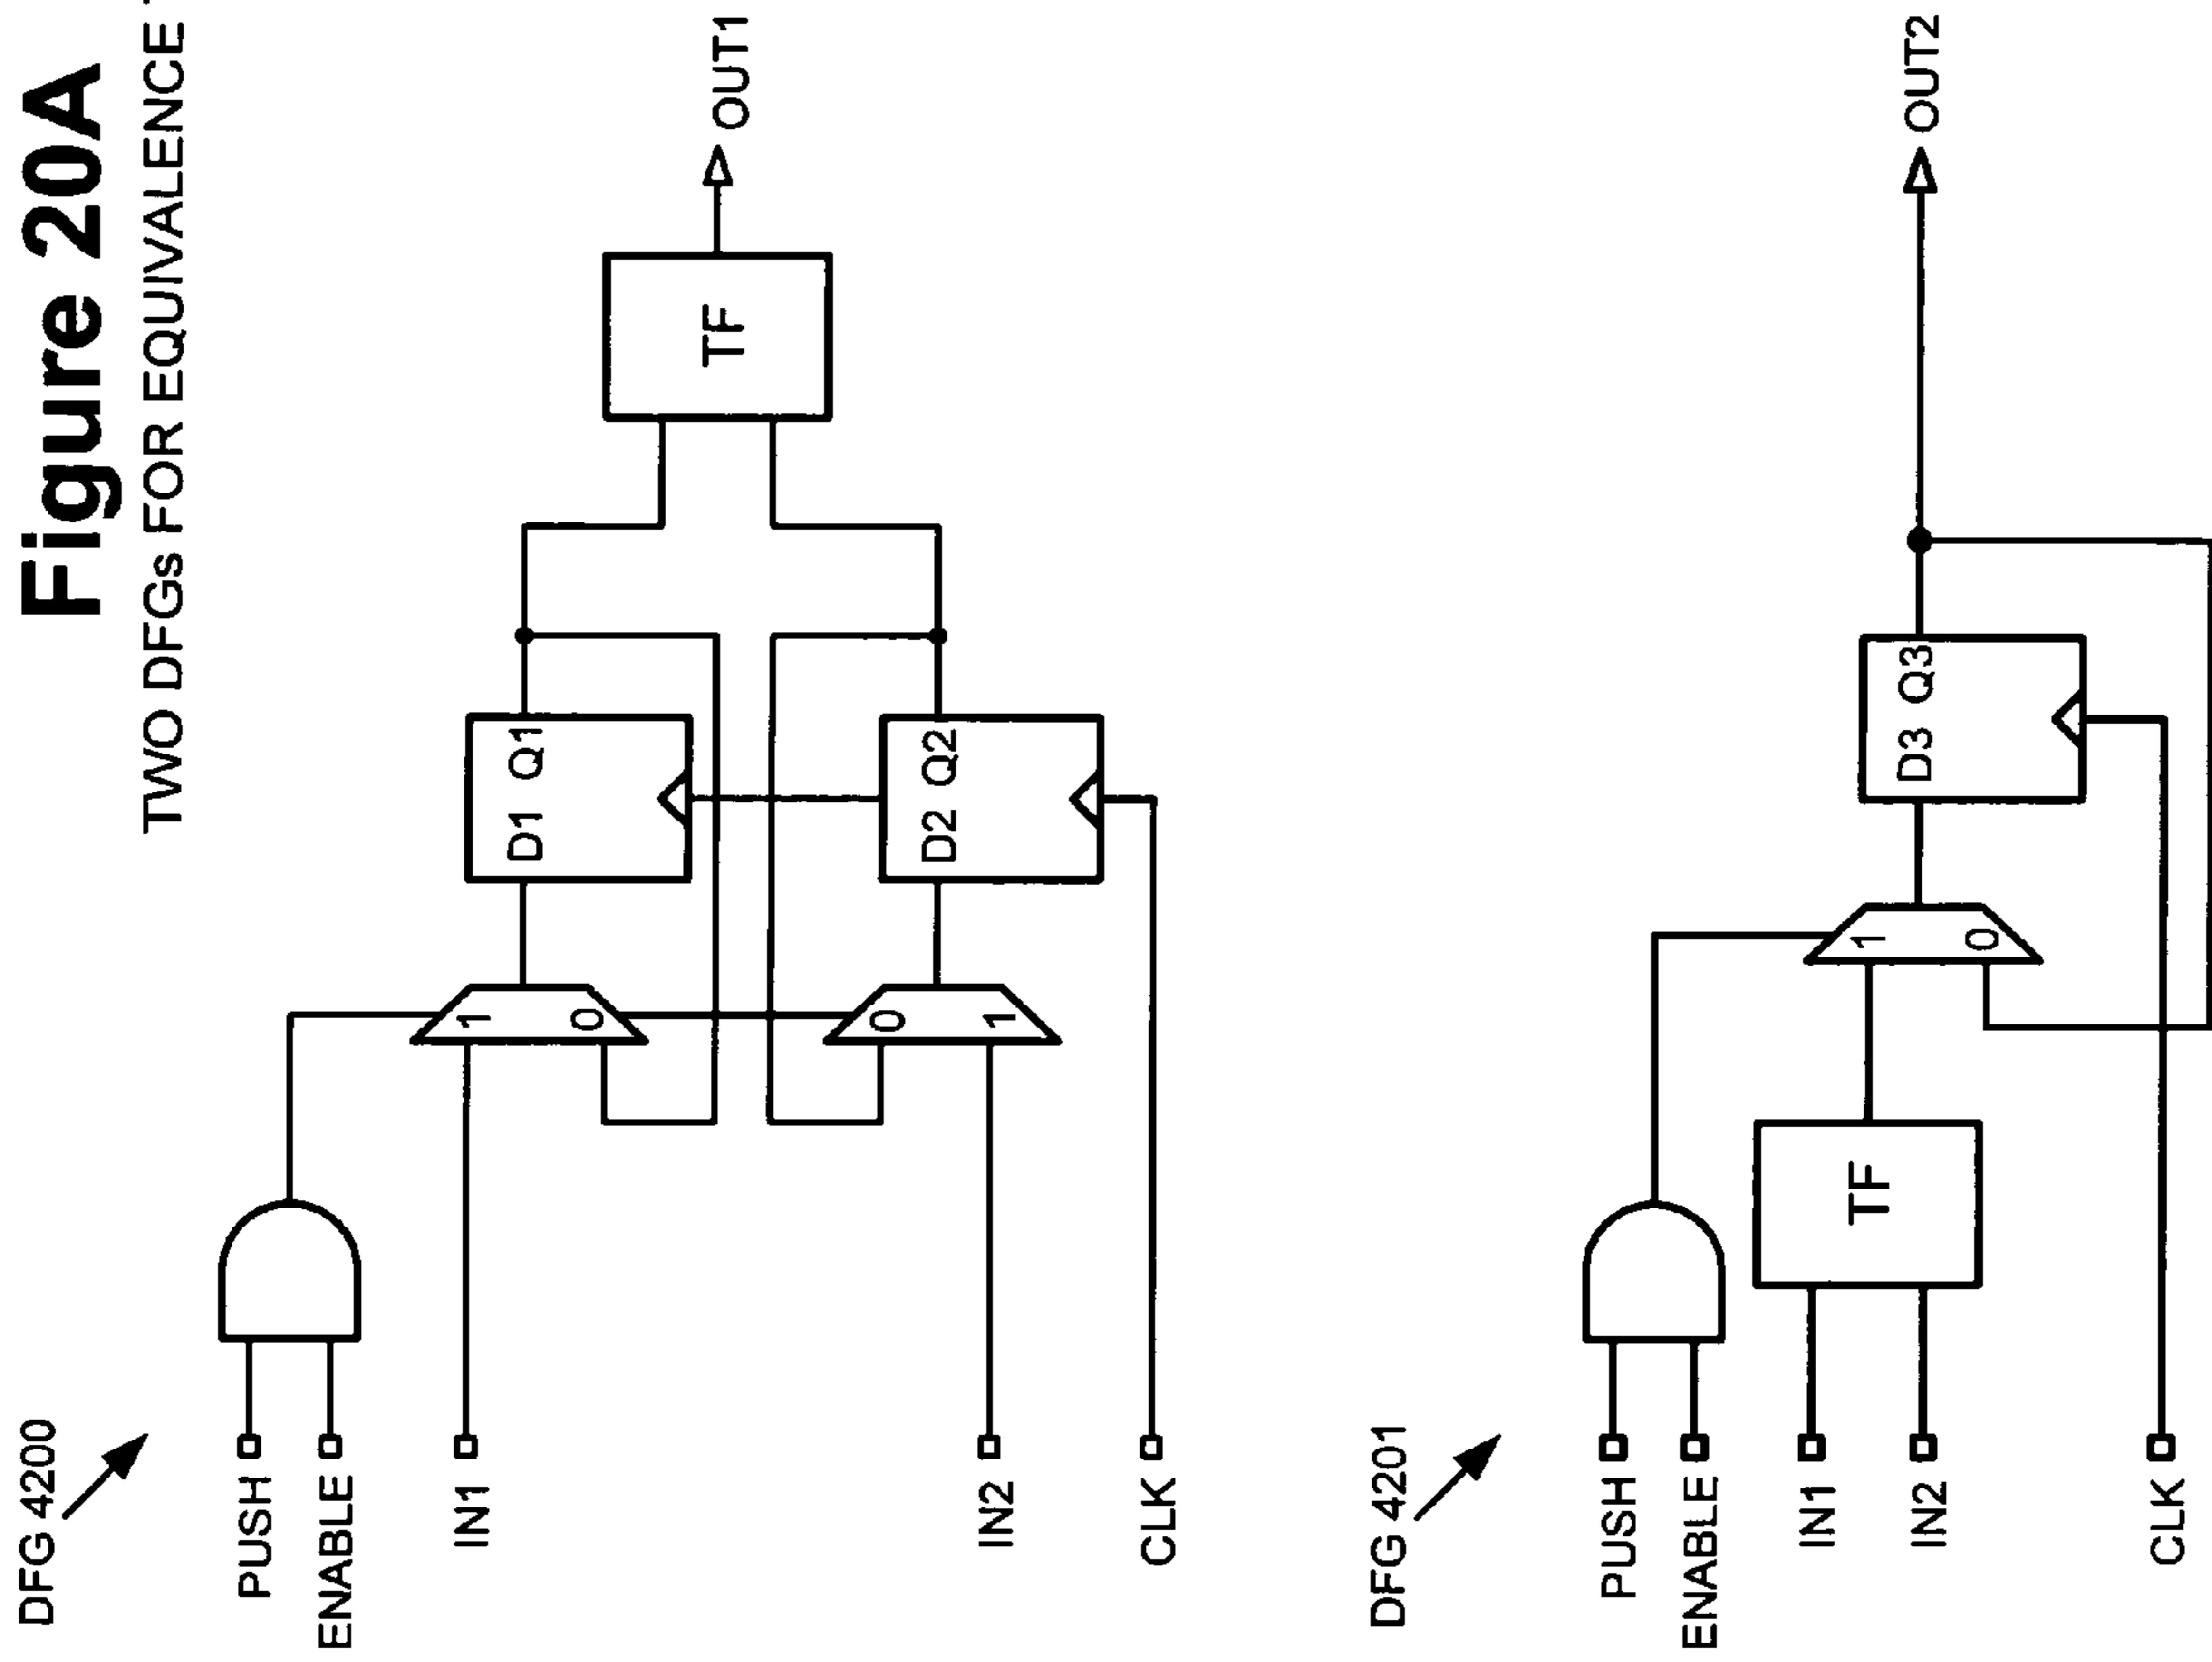 Figure 20A
TWO DFGs FOR EQUIVALENCE
DFG 4200
PUSH
ENABLE
IN1
IN2
CLK
1
0
0
1
D1 Q1
D2 Q2
TF
OUT1
DFG 4201
PUSH
ENABLE
IN1
IN2
CLK
TF
1
0
D3 Q3
OUT2